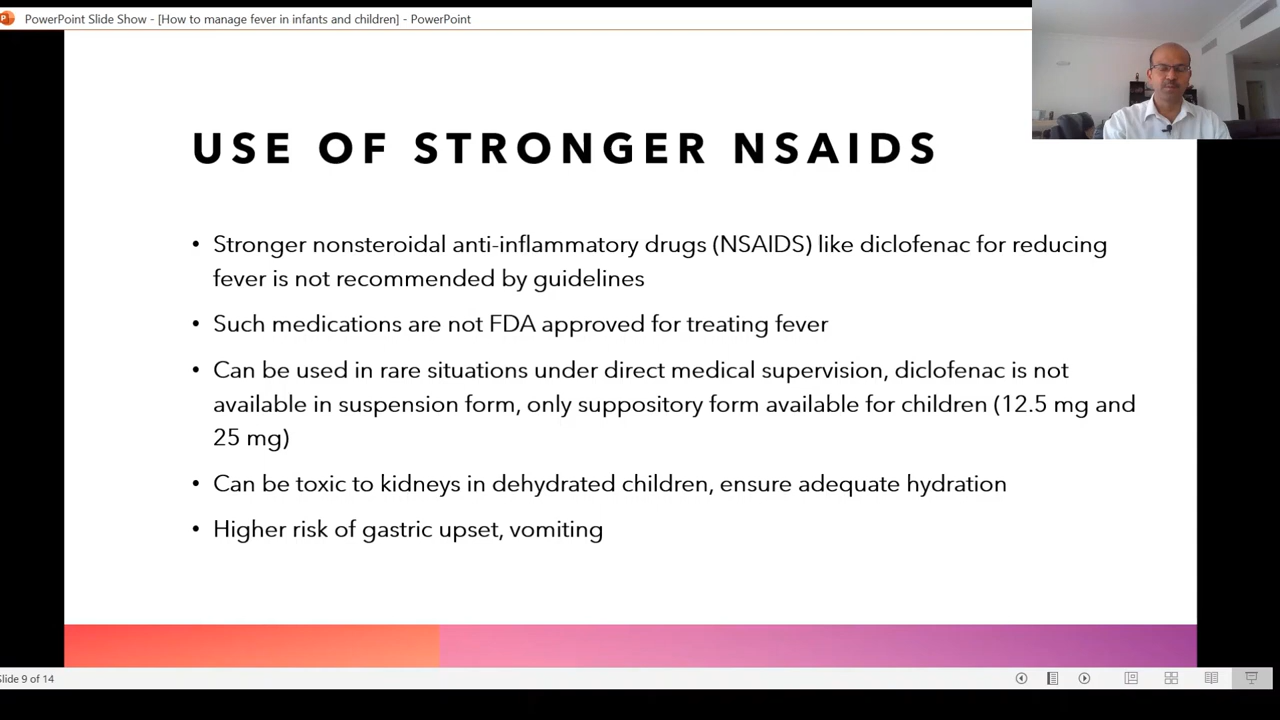 PowerPoint Slide Show - [How to manage fever in infants and children] - PowerPoint
USE OF STRONGER NSAIDS
• Stronger nonsteroidal anti-inflammatory drugs (NSAIDS) like diclofenac for reducing
fever is not recommended by guidelines
• Such medications are not FDA approved for treating fever
• Can be used in rare situations under direct medical supervision, diclofenac is not
available in suspension form, only suppository form available for children (12.5 mg and
25 mg)
• Can be toxic to kidneys in dehydrated children, ensure adequate hydration
• Higher risk of gastric upset, vomiting
Slide 9 of 14